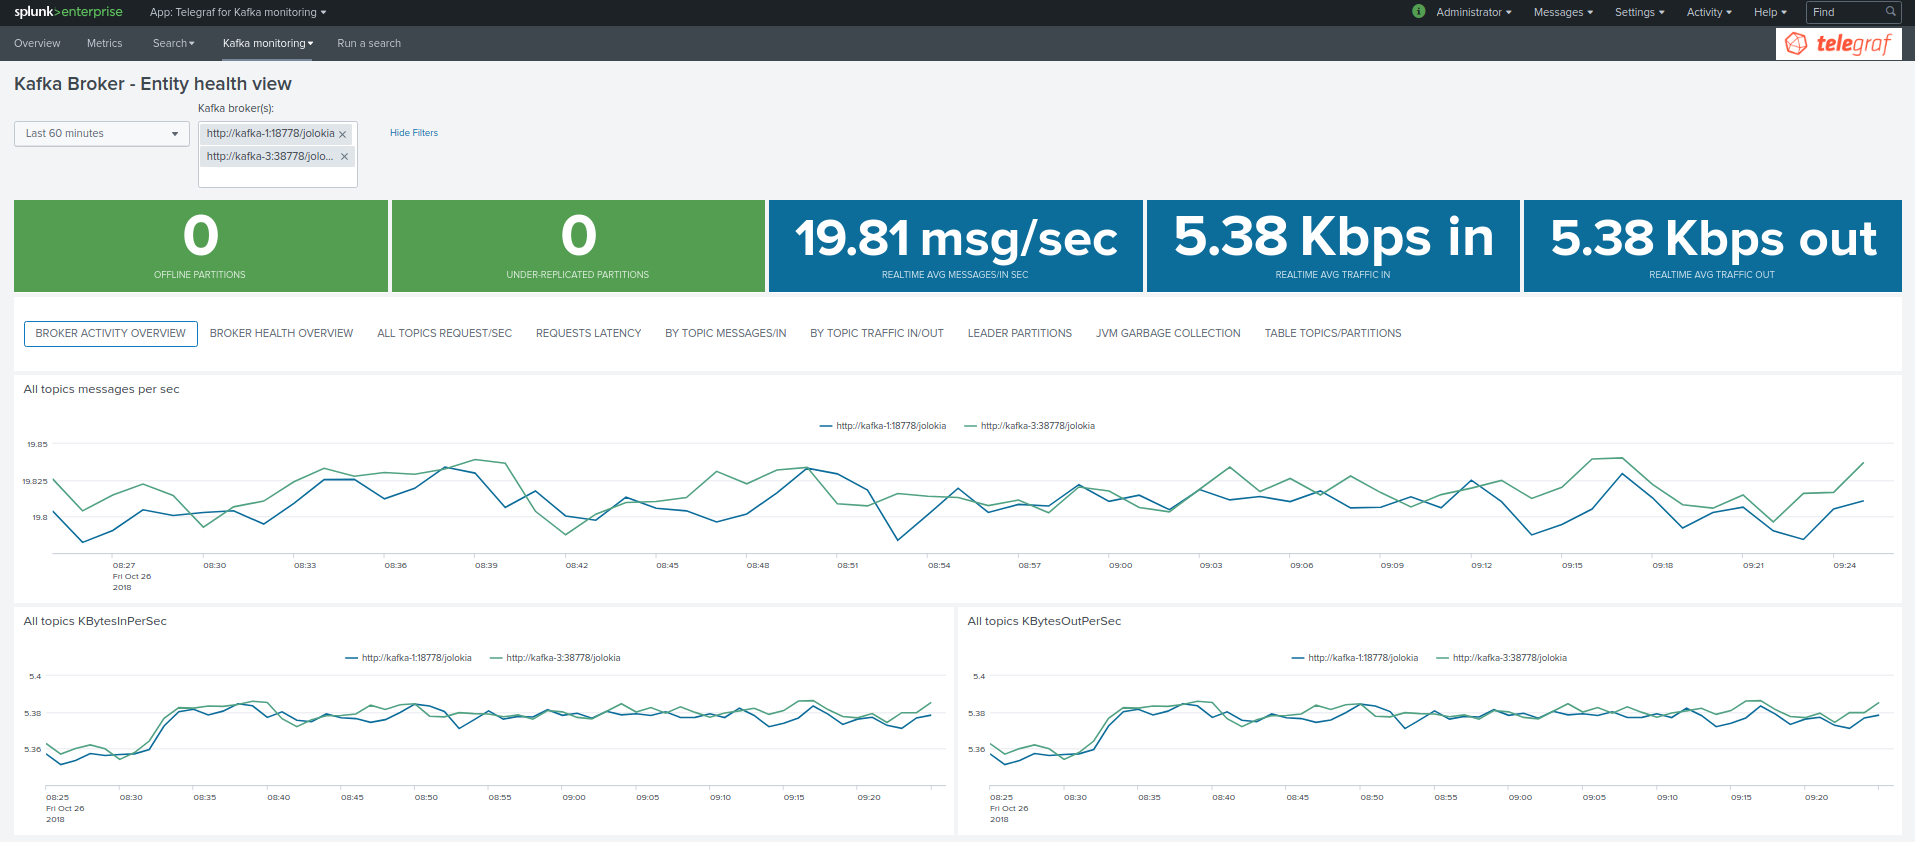 splunk>enterprise App: Telegraf for Kafka monitoring i Administrator Messages Settings Activity Help Find
Overview Metrics Search Kafka monitoring Run a search telegraf
Kafka Broker - Entity health view
Kafka broker(s):
Last 60 minutes http://kafka-1:18778/jolokia Hide Filters
http://kafka-3:38778/jolo...
0 0 19.81 msg/sec 5.38 Kbps in 5.38 Kbps out
OFFLINE PARTITIONS UNDER-REPLICATED PARTITIONS REALTIME AVG MESSAGES/IN SEC REALTIME AVG TRAFFIC IN REALTIME AVG TRAFFIC OUT
BROKER ACTIVITY OVERVIEW BROKER HEALTH OVERVIEW ALL TOPICS REQUEST/SEC REQUESTS LATENCY BY TOPIC MESSAGES/IN BY TOPIC TRAFFIC IN/OUT LEADER PARTITIONS JVM GARBAGE COLLECTION TABLE TOPICS/PARTITIONS
All topics messages per sec
http://kafka-1:18778/jolokia http://kafka-3:38778/jolokia
19.85
19.825
19.8
08:27 08:30 08:33 08:36 08:39 08:42 08:45 08:48 08:51 08:54 08:57 09:00 09:03 09:06 09:09 09:12 09:15 09:18 09:21 09:24
Fri Oct 26
2018
All topics KBytesInPerSec
http://kafka-1:18778/jolokia http://kafka-3:38778/jolokia
5.4
5.38
5.36
08:25 08:30 08:35 08:40 08:45 08:50 08:55 09:00 09:05 09:10 09:15 09:20
Fri Oct 26
2018
All topics KBytesOutPerSec
http://kafka-1:18778/jolokia http://kafka-3:38778/jolokia
5.4
5.38
5.36
08:25 08:30 08:35 08:40 08:45 08:50 08:55 09:00 09:05 09:10 09:15 09:20
Fri Oct 26
2018